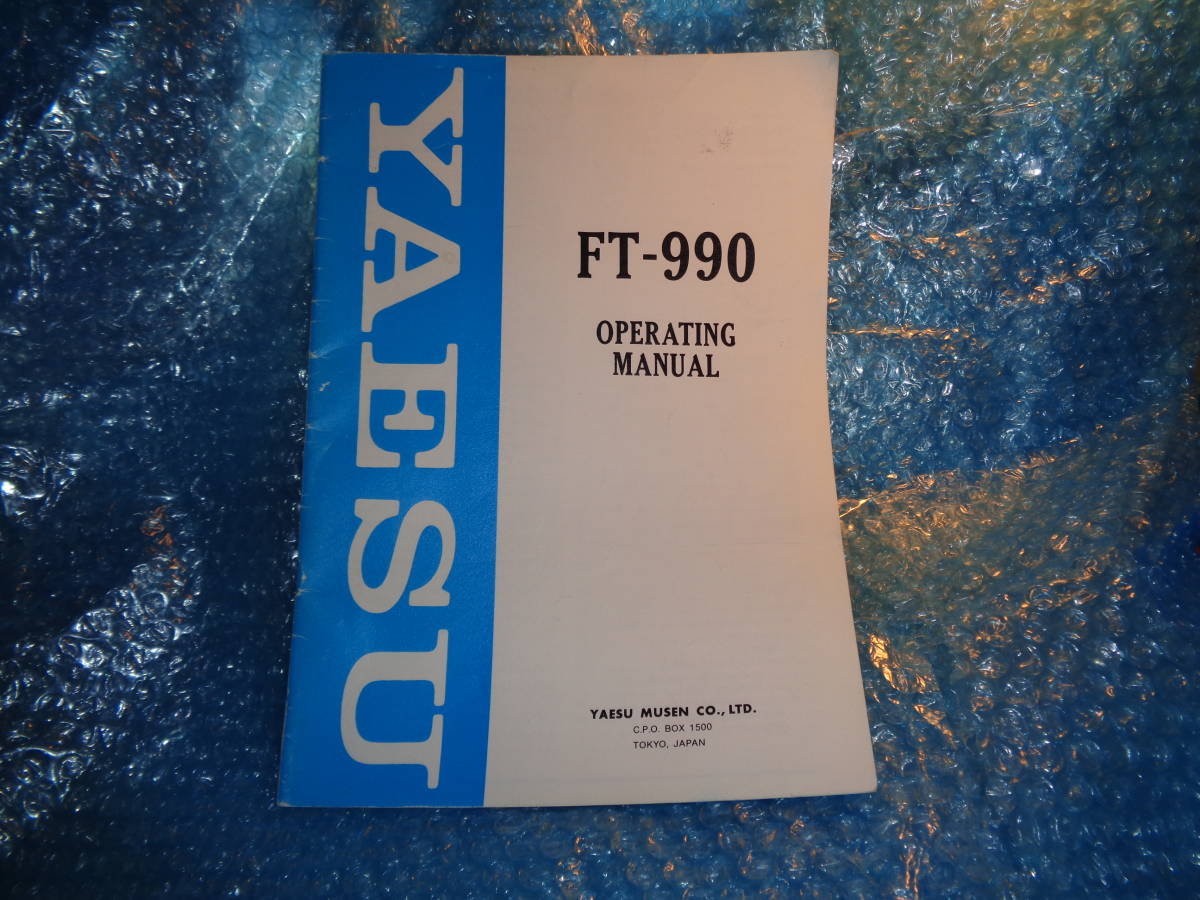 YAESU
FT-990
OPERATING
MANUAL
YAESU MUSEN CO., LTD.
C.P.O. BOX 1500
TOKYO, JAPAN